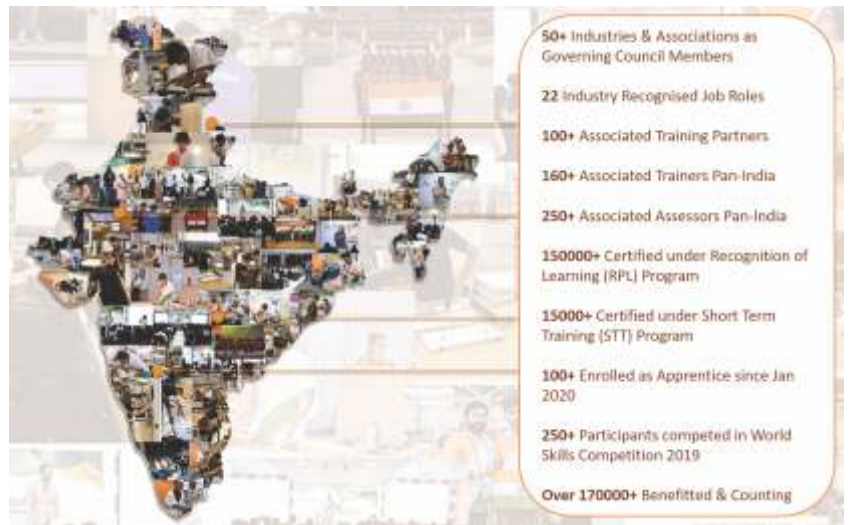 50+ Industries & Associations as
Governing Council Members
22 Industry Recognised Job Roles
100+ Associated Training Partners
160+ Associated Trainers Pan-India
250+ Associated Assessors Pan-India
150000+ Certified under Recognition of
Learning (RPL) Program
15000+ Certified under Short Term
Training (STT) Program
100+ Enrolled as Apprentice since Jan
2020
250+ Participants competed in World
Skills Competition 2019
Over 170000+ Benefitted & Counting